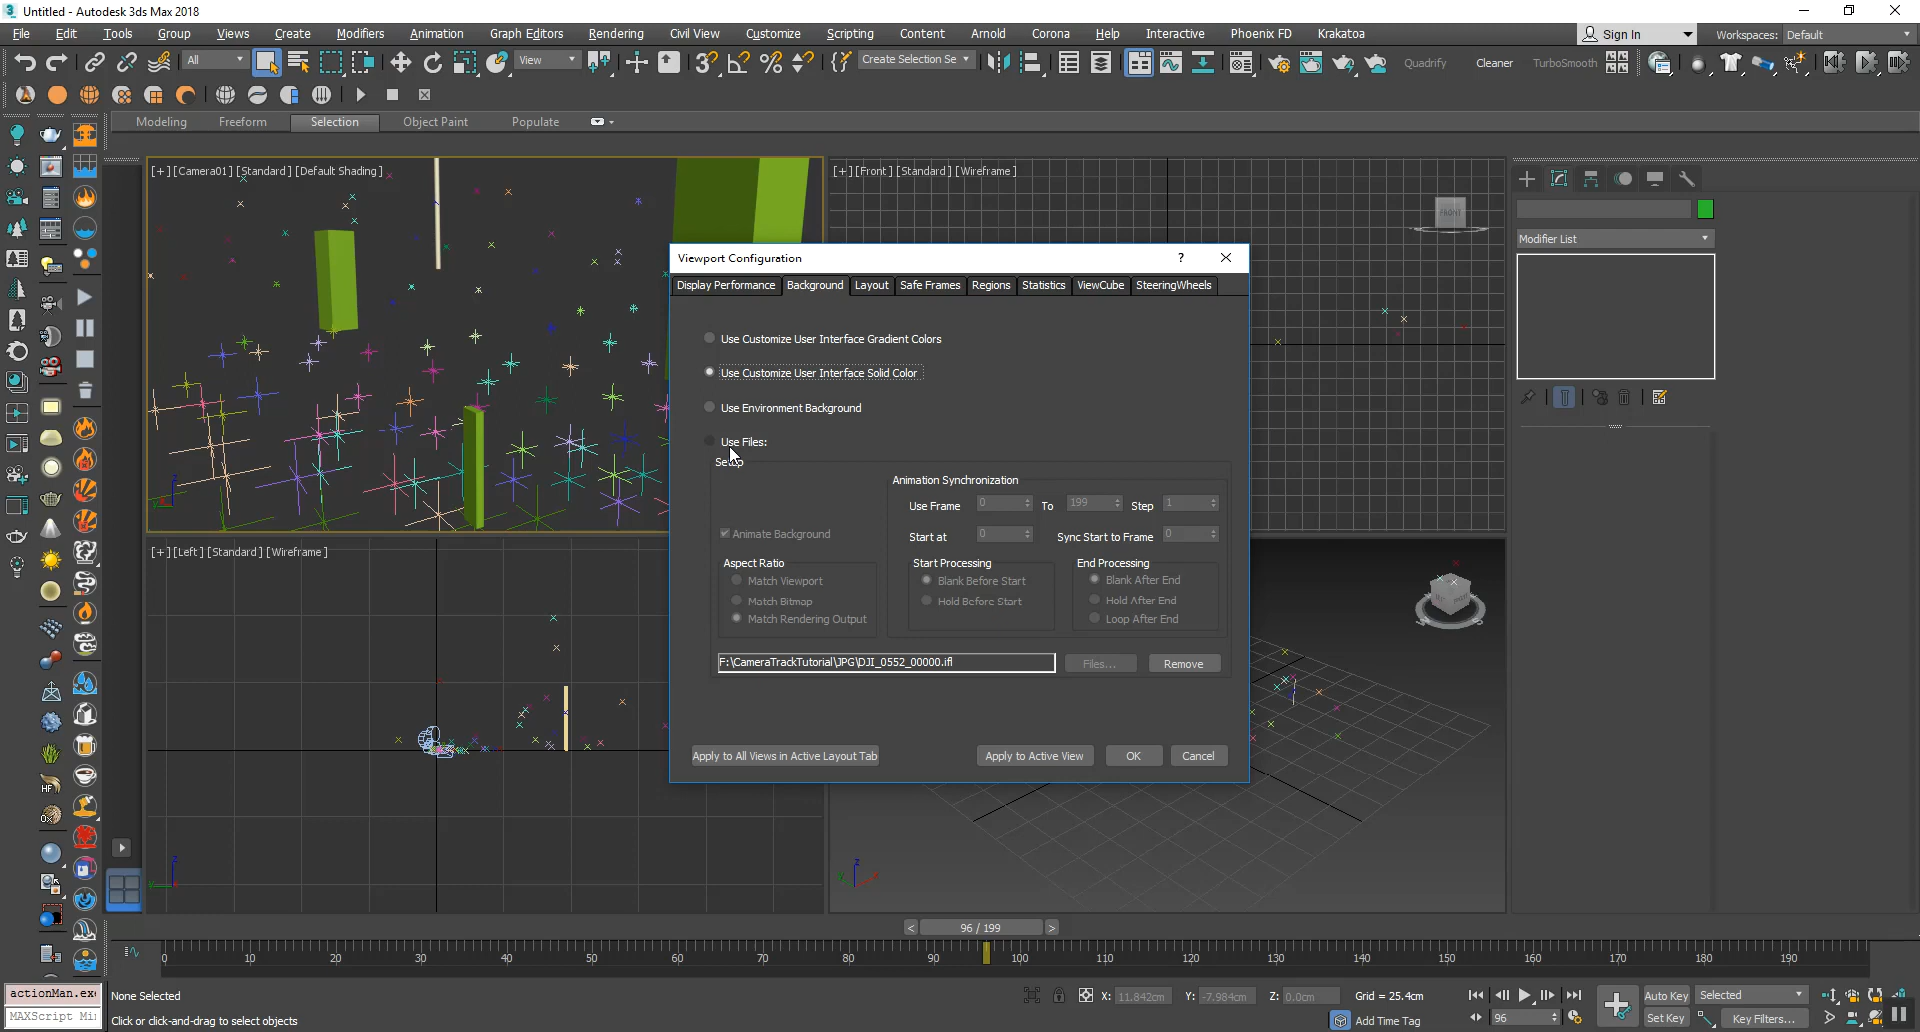 Untitled - Autodesk 3ds Max 2018
File Edit Tools Group Views Create Modifiers Animation Graph Editors Rendering Civil View Customize Scripting Content Arnold Corona Help Interactive Phoenix FD Krakatoa Sign In Workspaces: Default
All View Create Selection Se Quadrify Cleaner TurboSmooth
Modeling Freeform Selection Object Paint Populate
[+] [Camera01] [Standard] [Default Shading]
[+] [Front] [Standard] [Wireframe]
FRONT
Modifier List
Viewport Configuration ?
Display Performance Background Layout Safe Frames Regions Statistics ViewCube SteeringWheels
Use Customize User Interface Gradient Colors
Use Customize User Interface Solid Color
Use Environment Background
Use Files:
Setup
Animation Synchronization
Use Frame 0 To 199 Step 1
Animate Background
Start at 0 Sync Start to Frame 0
Aspect Ratio Start Processing End Processing
Match Viewport Blank Before Start Blank After End
Match Bitmap Hold Before Start Hold After End
Match Rendering Output Loop After End
F:\CameraTrackTutorial\JPG\DJI_0552_00000.ifl Files... Remove
Apply to All Views in Active Layout Tab Apply to Active View OK Cancel
[+] [Left] [Standard] [Wireframe]
z
z
z
HF
< 96 / 199 >
0 10 20 30 40 50 60 70 80 90 100 110 120 130 140 150 160 170 180 190
actionMan.ex None Selected X: 11.842cm Y: -7.984cm Z: 0.0cm Grid = 25.4cm Auto Key Selected
MAXScript Mi Click or click-and-drag to select objects Add Time Tag 96 Set Key Key Filters...